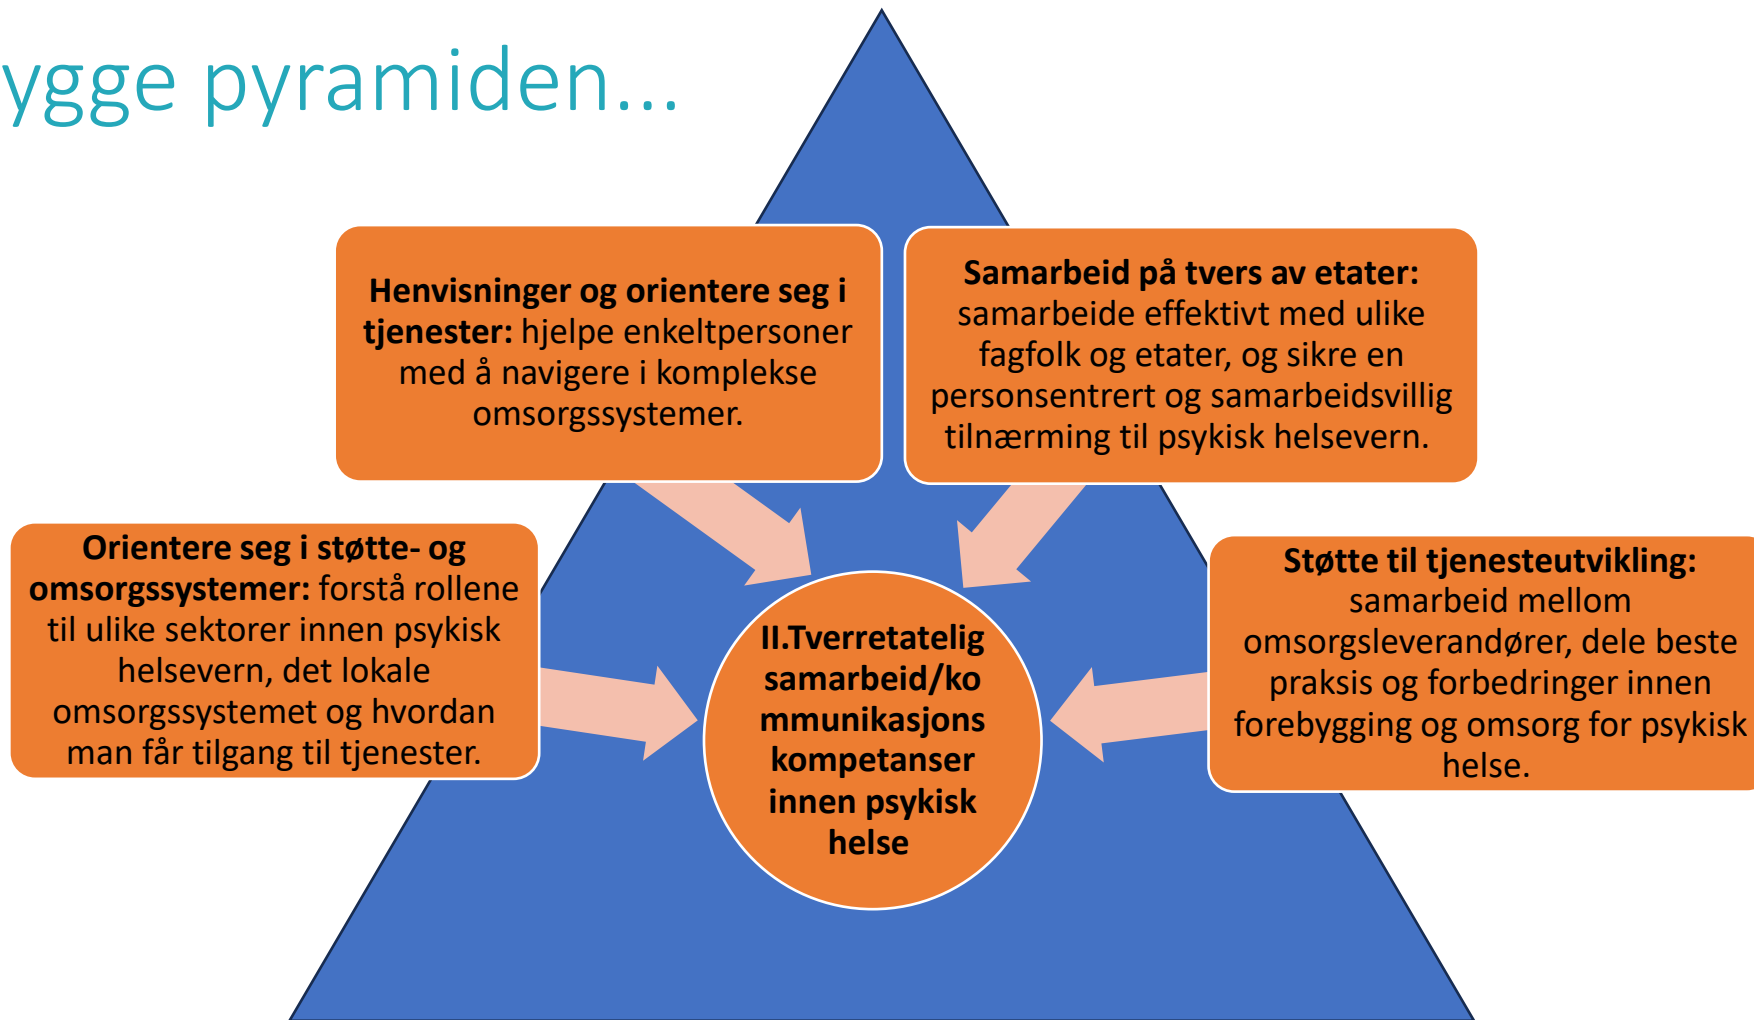 ygge pyramiden...
Henvisninger og orientere seg i
tjenester: hjelpe enkeltpersoner
med å navigere i komplekse
omsorgssystemer.
Samarbeid på tvers av etater:
samarbeide effektivt med ulike
fagfolk og etater, og sikre en
personsentrert og samarbeidsvillig
tilnærming til psykisk helsevern.
Orientere seg i støtte- og
omsorgssystemer: forstå rollene
til ulike sektorer innen psykisk
helsevern, det lokale
omsorgssystemet og hvordan
man får tilgang til tjenester.
Støtte til tjenesteutvikling:
samarbeid mellom
omsorgsleverandører, dele beste
praksis og forbedringer innen
forebygging og omsorg for psykisk
helse.
II.Tverretatelig
samarbeid/ko
mmunikasjons
kompetanser
innen psykisk
helse